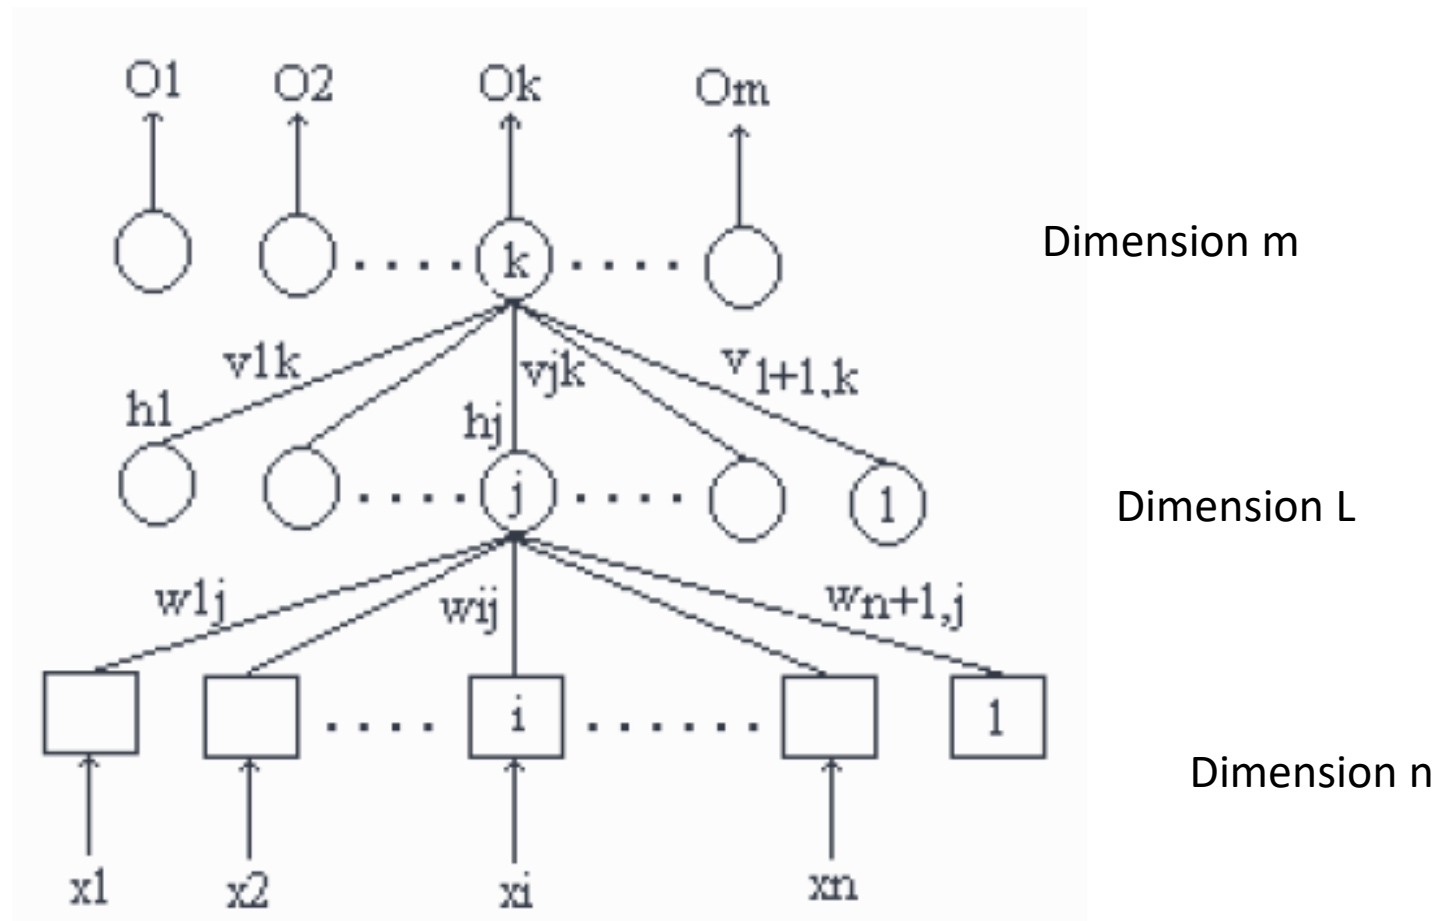 O1 O2 Ok Om
k
Dimension m
v1k vjk v l+1,k
h1 hj
j 1
Dimension L
w1j wij wn+1,j
i 1
Dimension n
x1 x2 xi xn